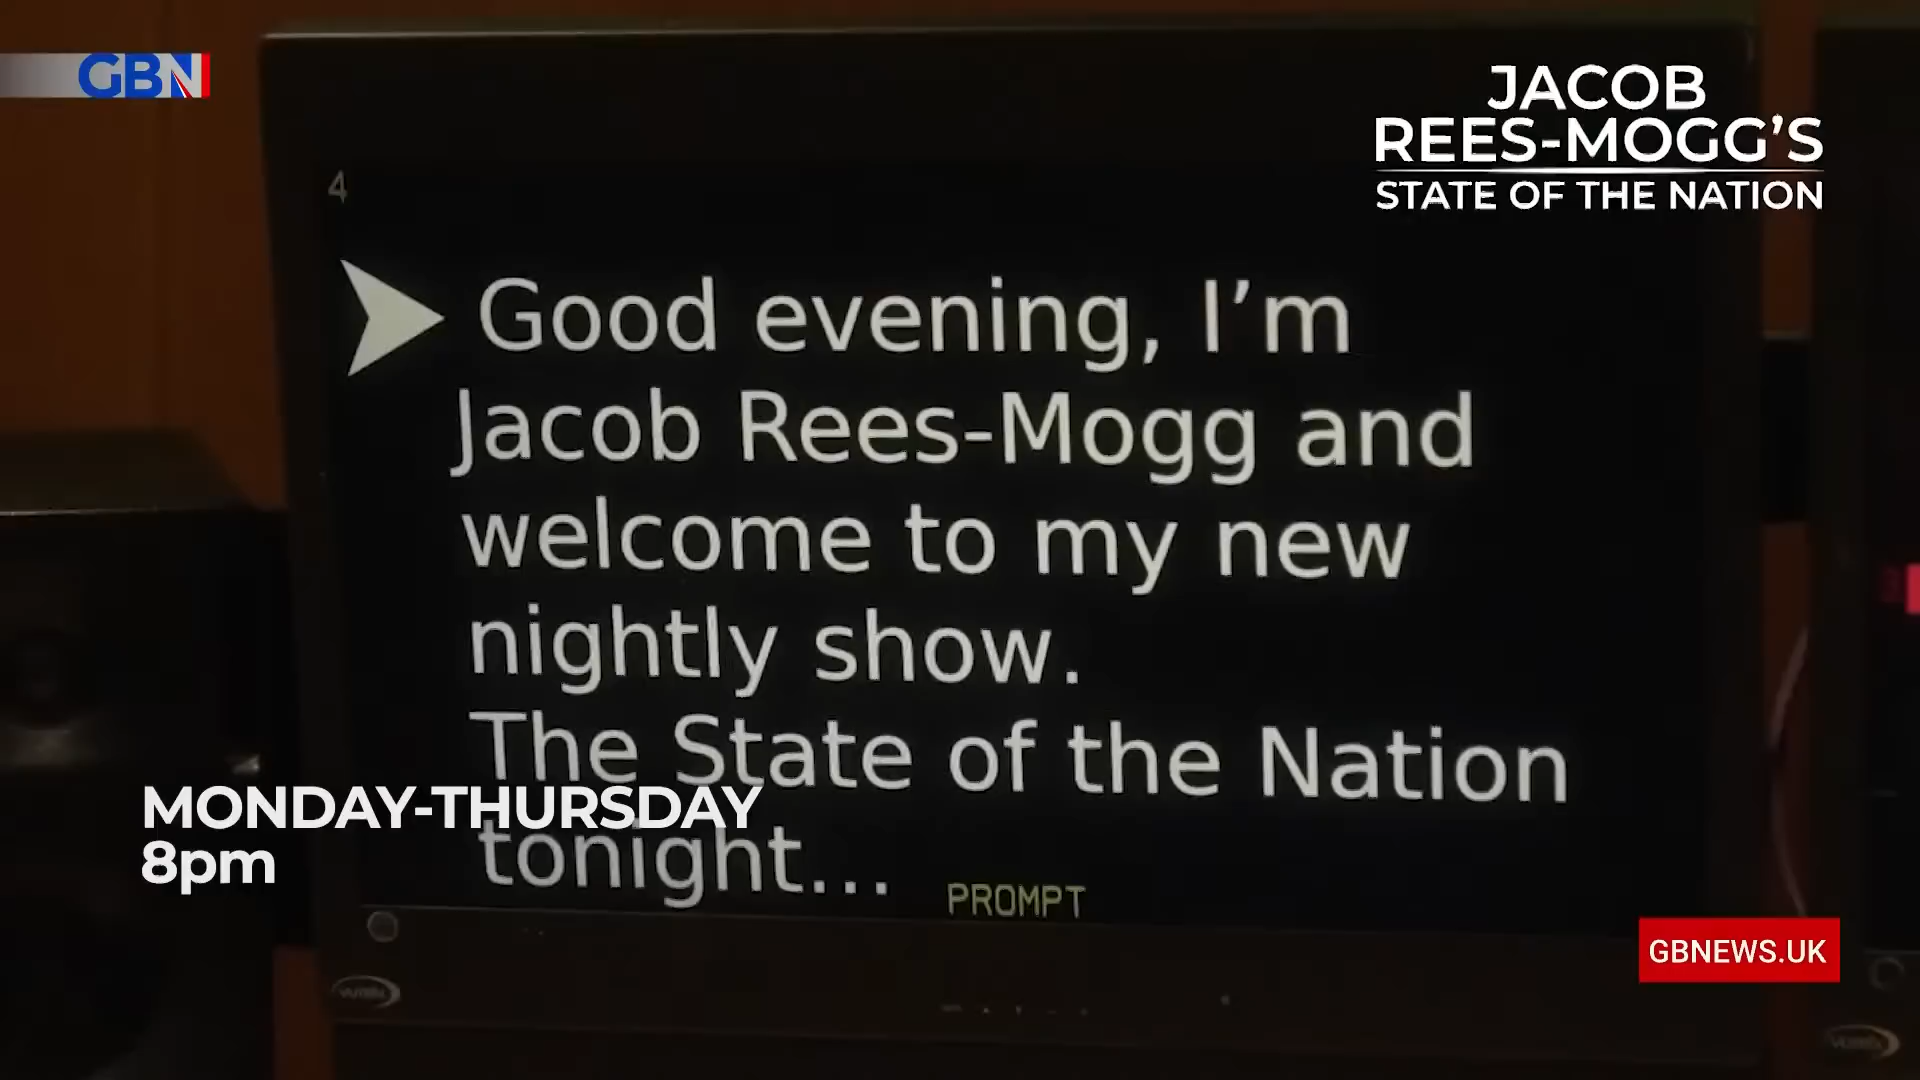 GBN
JACOB
REES-MOGG'S
STATE OF THE NATION
4
Good evening, I'm
Jacob Rees-Mogg and
welcome to my new
nightly show.
The State of the Nation
tonight...
MONDAY-THURSDAY
8pm
PROMPT
GBNEWS.UK